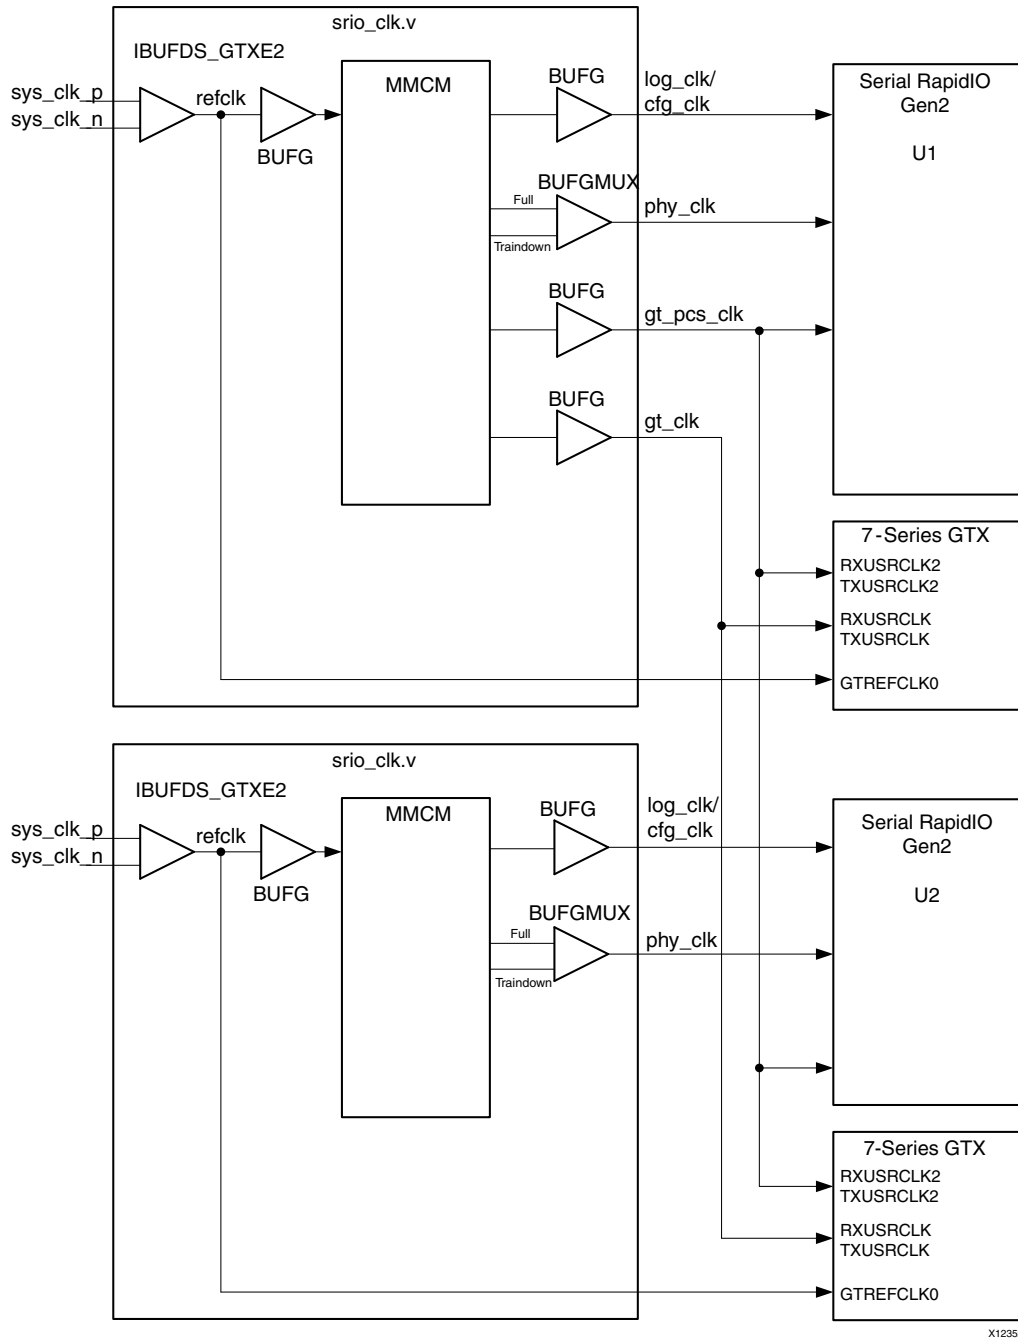 srio_clk.v
IBUFDS_GTXE2
MMCM
BUFG
log_clk/
cfg_clk
Serial RapidIO
Gen2
U1
sys_clk_p
sys_clk_n
refclk
BUFG
BUFGMUX
Full
Traindown
phy_clk
BUFG
gt_pcs_clk
BUFG
gt_clk
7-Series GTX
RXUSRCLK2
TXUSRCLK2
RXUSRCLK
TXUSRCLK
GTREFCLK0
srio_clk.v
IBUFDS_GTXE2
MMCM
BUFG
log_clk/
cfg_clk
Serial RapidIO
Gen2
U2
sys_clk_p
sys_clk_n
refclk
BUFG
BUFGMUX
Full
Traindown
phy_clk
7-Series GTX
RXUSRCLK2
TXUSRCLK2
RXUSRCLK
TXUSRCLK
GTREFCLK0
X1235